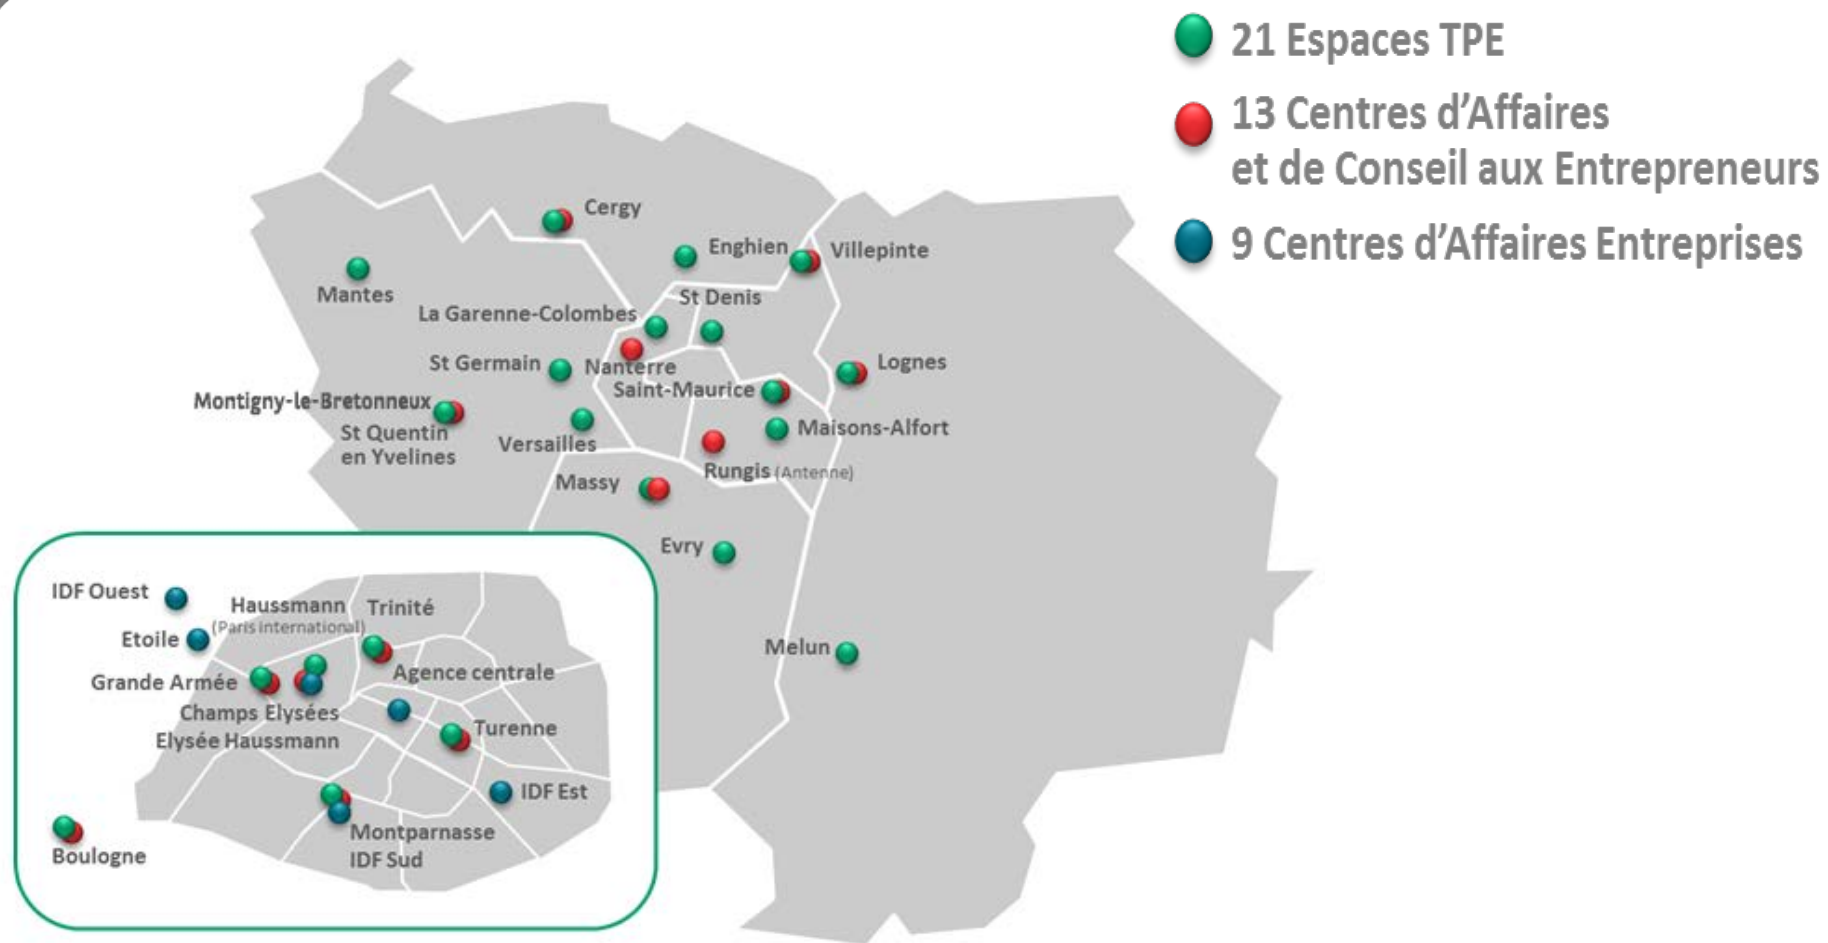 21 Espaces TPE
13 Centres d’Affaires
et de Conseil aux Entrepreneurs
9 Centres d’Affaires Entreprises
Cergy
Enghien
Villepinte
Mantes
St Denis
La Garenne-Colombes
St Germain
Nanterre
Lognes
Saint-Maurice
Montigny-le-Bretonneux
St Quentin
en Yvelines
Versailles
Maisons-Alfort
Rungis (Antenne)
Massy
Evry
Melun
IDF Ouest
Haussmann
(Paris international)
Trinité
Etoile
Grande Armée
Agence centrale
Champs Elysées
Elysée Haussmann
Turenne
IDF Est
Montparnasse
IDF Sud
Boulogne